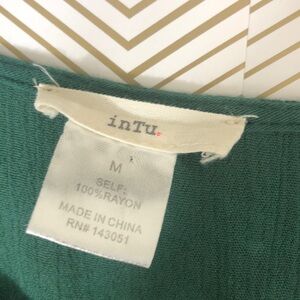 inTu.
M
SELF:
100%RAYON
MADE IN CHINA
RN# 143051